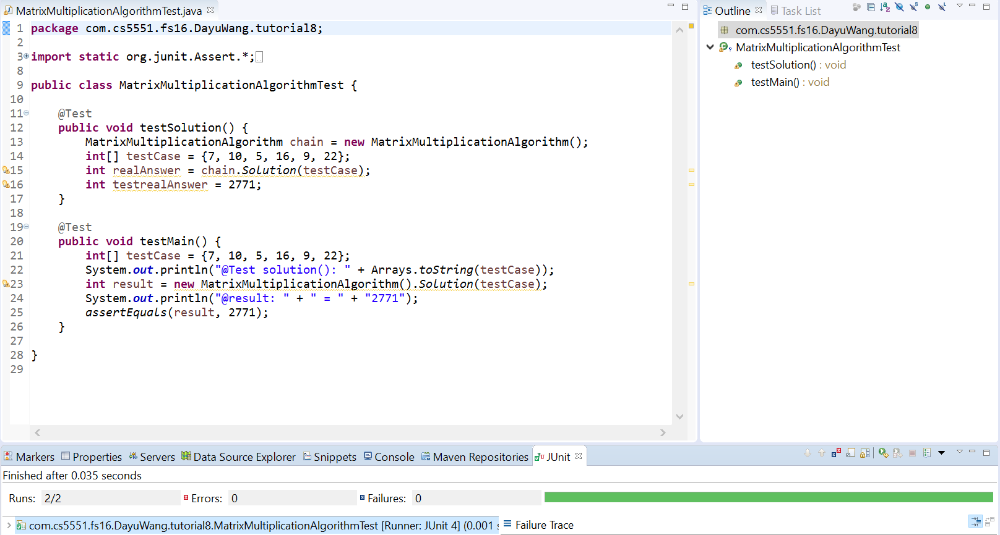 MatrixMultiplicationAlgorithmTest.java
1 package com.cs5551.fs16.DayuWang.tutorial8;
2
3 import static org.junit.Assert.*;
8
9 public class MatrixMultiplicationAlgorithmTest {
10
11     @Test
12     public void testSolution() {
13         MatrixMultiplicationAlgorithm chain = new MatrixMultiplicationAlgorithm();
14         int[] testCase = {7, 10, 5, 16, 9, 22};
15         int realAnswer = chain.Solution(testCase);
16         int testrealAnswer = 2771;
17     }
18
19     @Test
20     public void testMain() {
21         int[] testCase = {7, 10, 5, 16, 9, 22};
22         System.out.println("@Test solution(): " + Arrays.toString(testCase));
23         int result = new MatrixMultiplicationAlgorithm().Solution(testCase);
24         System.out.println("@result: " + " = " + "2771");
25         assertEquals(result, 2771);
26     }
27
28 }
29
Outline Task List
com.cs5551.fs16.DayuWang.tutorial8
MatrixMultiplicationAlgorithmTest
testSolution() : void
testMain() : void
Markers Properties Servers Data Source Explorer Snippets Console Maven Repositories JUnit
Finished after 0.035 seconds
Runs: 2/2 Errors: 0 Failures: 0
com.cs5551.fs16.DayuWang.tutorial8.MatrixMultiplicationAlgorithmTest [Runner: JUnit 4] (0.001 Failure Trace